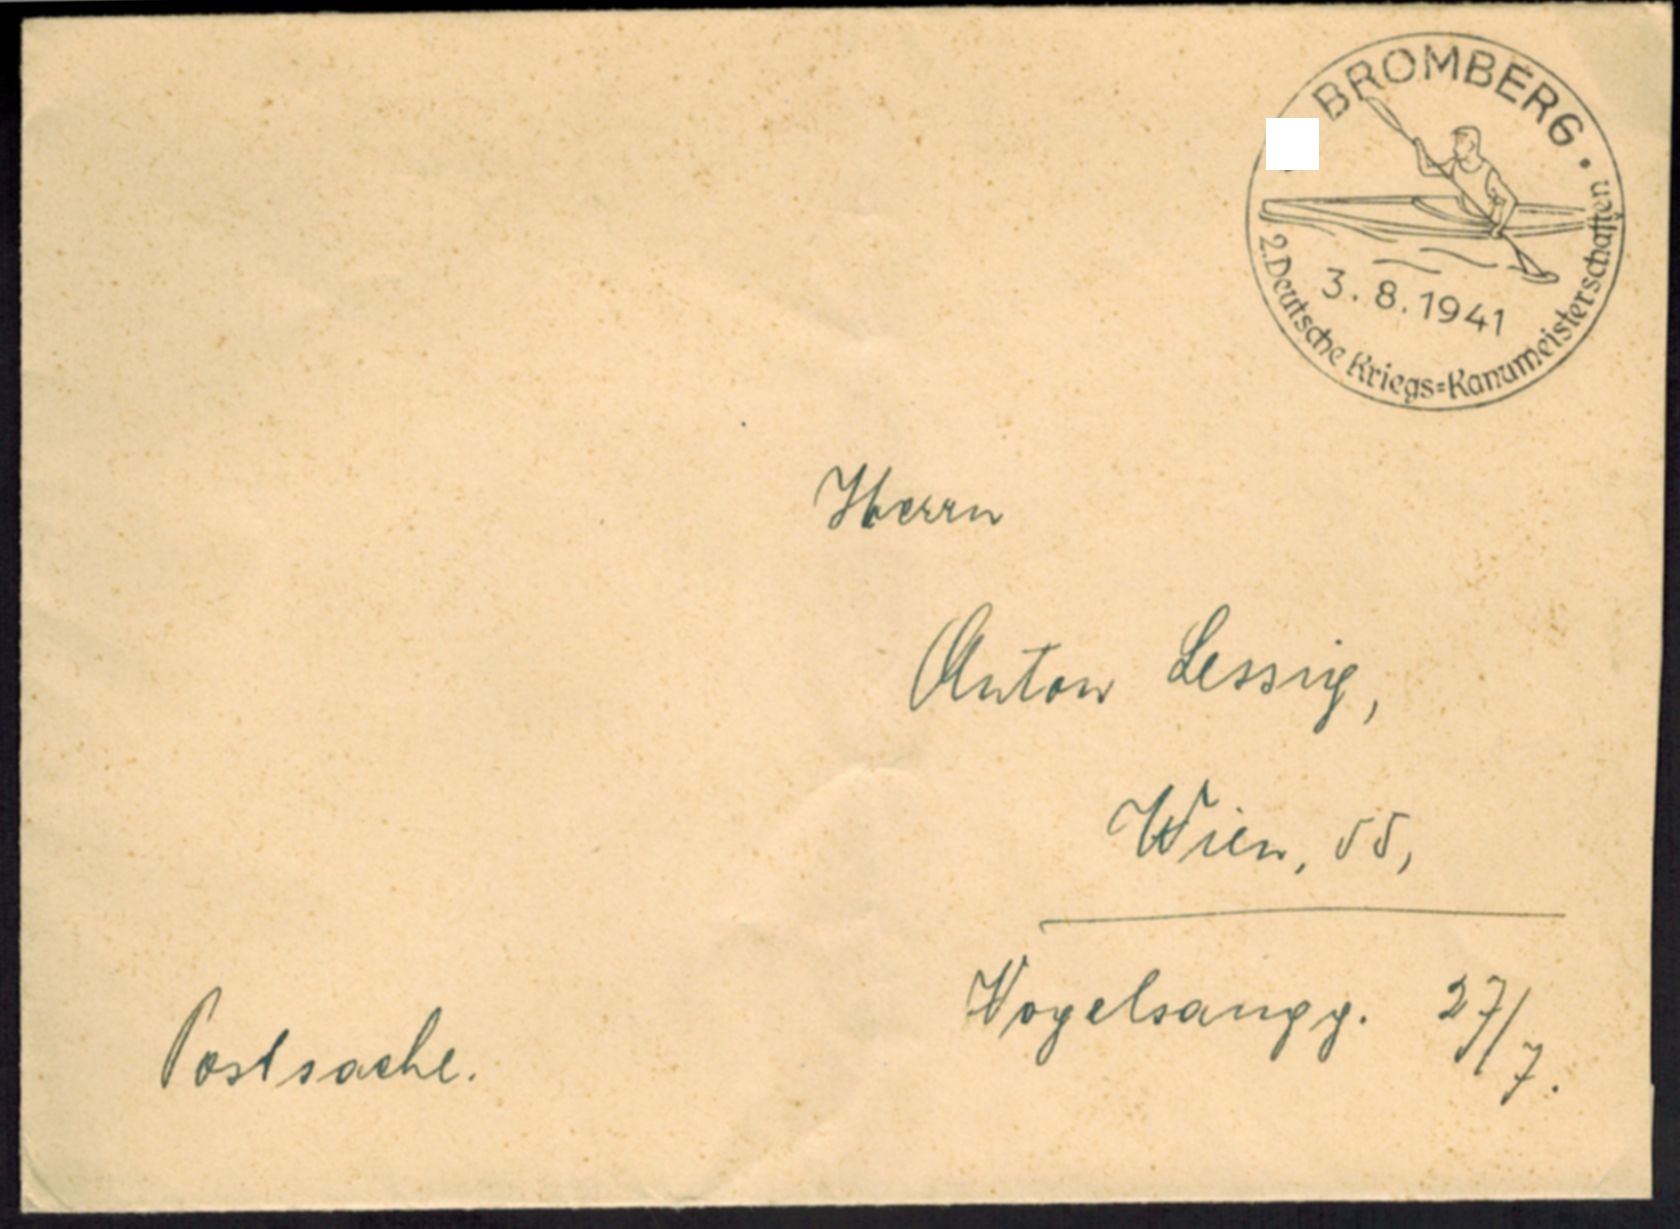 BROMBERG
3.8.1941
2. Deutsche Kriegs=Kanumeisterschaften
Herrn
Anton Lessig,
Wien, 55,
Vogelsangg. 27/7.
Postsache.